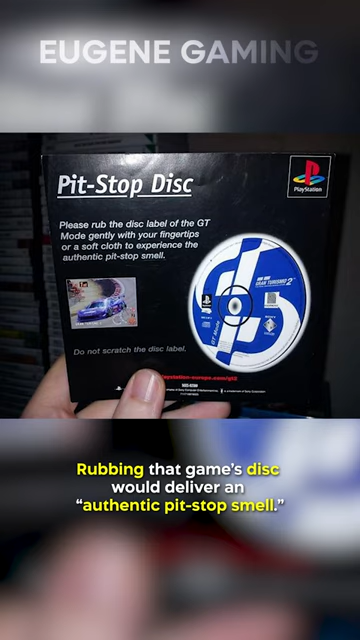 EUGENE GAMING
Pit-Stop Disc
PlayStation
Please rub the disc label of the GT
Mode gently with your fingertips
or a soft cloth to experience the
authentic pit-stop smell.
GRAN TURISMO 2
GT Mode
Do not scratch the disc label.
Rubbing that game's disc
would deliver an
“authentic pit-stop smell.”